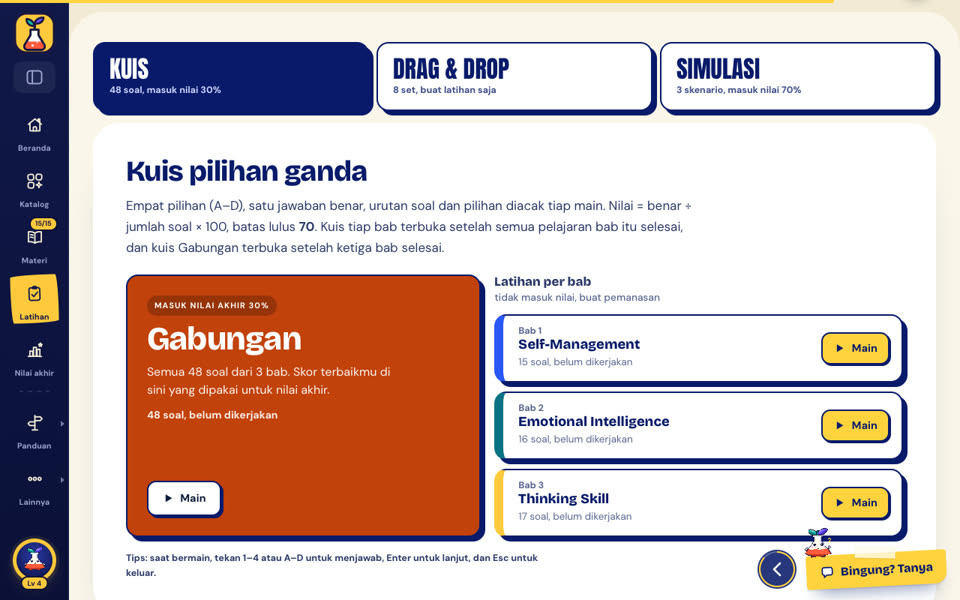 Beranda
Katalog
15/15
Materi
Latihan
Nilai akhir
Panduan
Lainnya
Lv 4
KUIS
48 soal, masuk nilai 30%
DRAG & DROP
8 set, buat latihan saja
SIMULASI
3 skenario, masuk nilai 70%
Kuis pilihan ganda
Empat pilihan (A–D), satu jawaban benar, urutan soal dan pilihan diacak tiap main. Nilai = benar ÷
jumlah soal × 100, batas lulus 70. Kuis tiap bab terbuka setelah semua pelajaran bab itu selesai,
dan kuis Gabungan terbuka setelah ketiga bab selesai.
MASUK NILAI AKHIR 30%
Gabungan
Semua 48 soal dari 3 bab. Skor terbaikmu di
sini yang dipakai untuk nilai akhir.
48 soal, belum dikerjakan
Main
Latihan per bab
tidak masuk nilai, buat pemanasan
Bab 1
Self-Management
15 soal, belum dikerjakan
Main
Bab 2
Emotional Intelligence
16 soal, belum dikerjakan
Main
Bab 3
Thinking Skill
17 soal, belum dikerjakan
Main
Tips: saat bermain, tekan 1–4 atau A–D untuk menjawab, Enter untuk lanjut, dan Esc untuk
keluar.
Bingung? Tanya